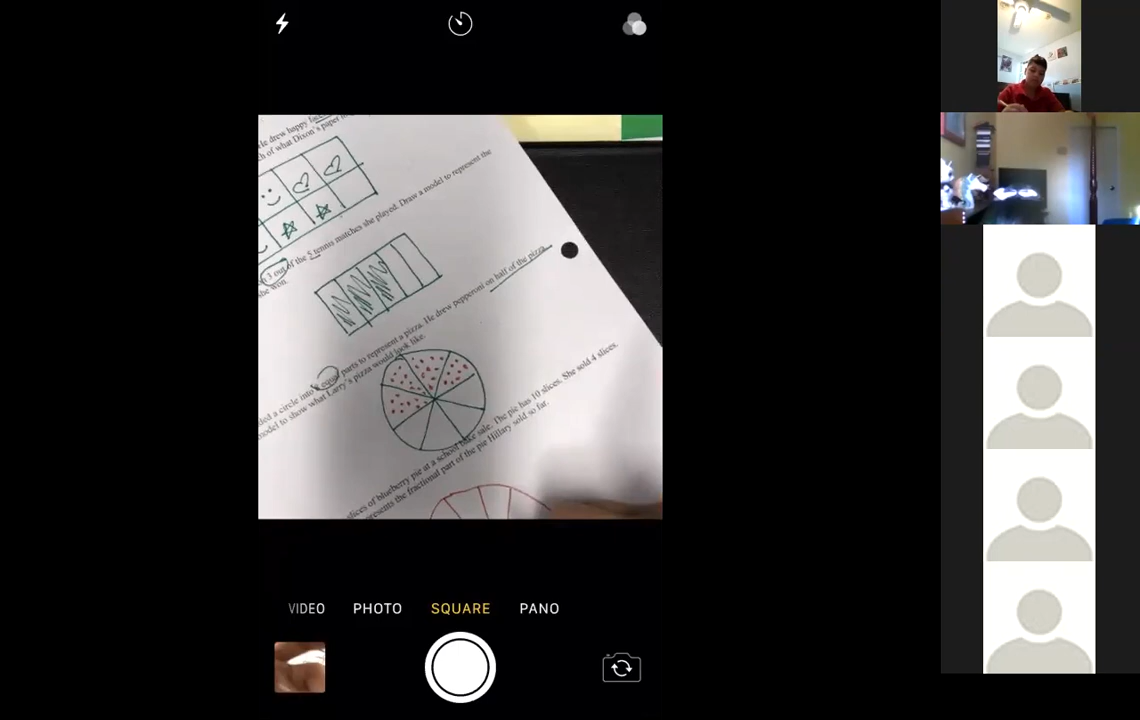 He drew happy
th of what Dixon's paper
3 out of the 5 tennis matches she played. Draw a model to represent the
she won.
ded a circle into 8 equal parts to represent a pizza. He drew pepperoni on half of the pizza.
model to show what Larry's pizza would look like.
slices of blueberry pie at a school bake sale. The pie has 10 slices. She sold 4 slices.
presents the fractional part of the pie Hillary sold so far.
VIDEO PHOTO SQUARE PANO